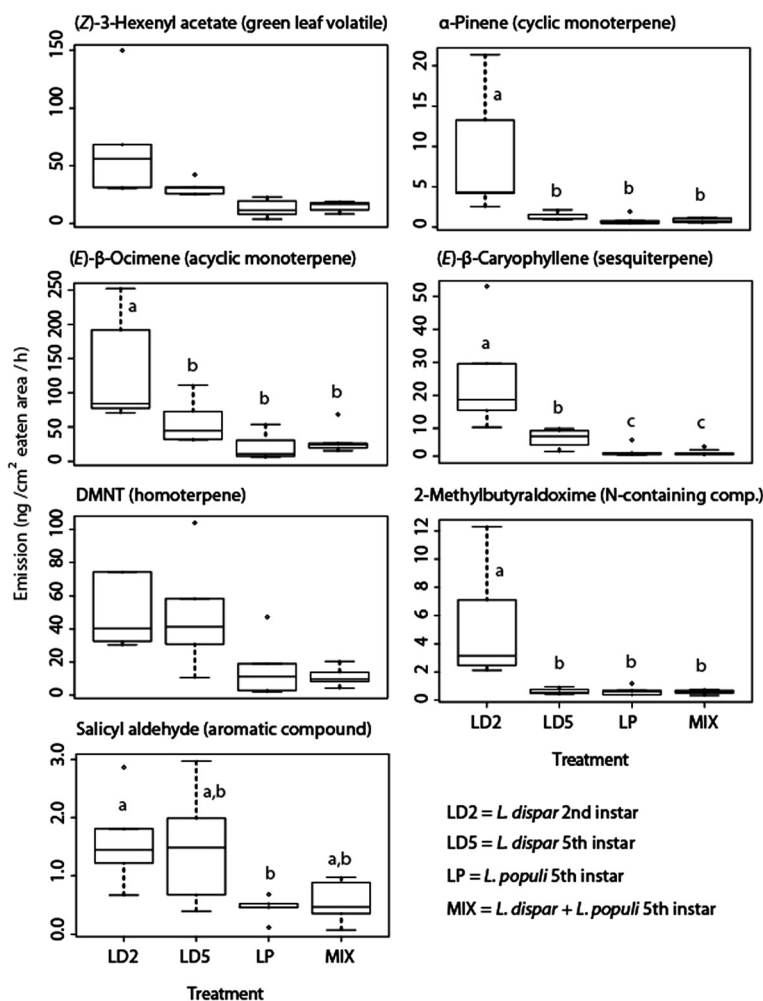 (Z)-3-Hexenyl acetate (green leaf volatile)
150
100
50
0
α-Pinene (cyclic monoterpene)
20
15
10
5
0
a
b
b
b
(E)-β-Ocimene (acyclic monoterpene)
250
200
150
100
50
0
a
b
b
b
(E)-β-Caryophyllene (sesquiterpene)
50
30
20
10
0
a
b
c
c
Emission (ng /cm² eaten area / h)
DMNT (homoterpene)
100
80
60
40
20
0
2-Methylbutyraldoxime (N-containing comp.)
12
10
8
6
4
2
0
a
b
b
b
LD2 LD5 LP MIX
Treatment
Salicyl aldehyde (aromatic compound)
3.0
2.0
1.0
0.0
a
a,b
b
a,b
LD2 LD5 LP MIX
Treatment
LD2 = L. dispar 2nd instar
LD5 = L. dispar 5th instar
LP = L. populi 5th instar
MIX = L. dispar + L. populi 5th instar